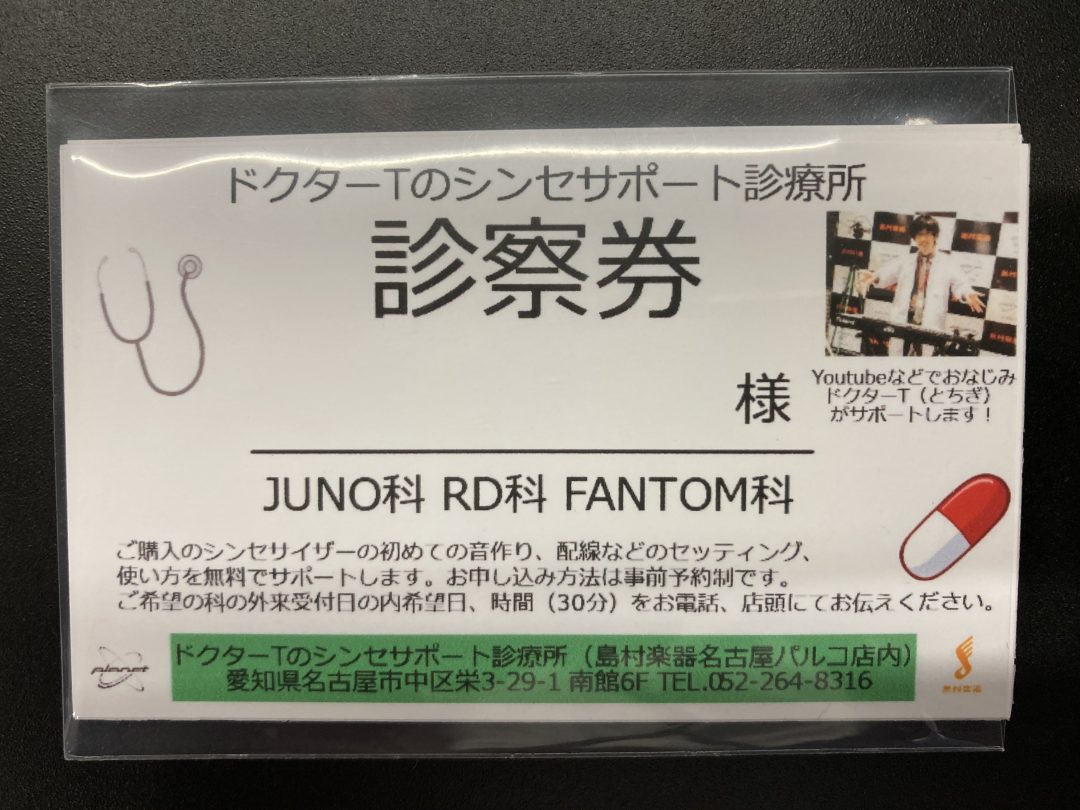 ドクターTのシンセサポート診療所
診察券
様
Youtubeなどでおなじみ
ドクターT（とちぎ）
がサポートします！
JUNO科 RD科 FANTOM科
ご購入のシンセサイザーの初めての音作り、配線などのセッティング、
使い方を無料でサポートします。お申し込み方法は事前予約制です。
ご希望の科の外来受付日の内希望日、時間（30分）をお電話、店頭にてお伝えください。
planet
ドクターTのシンセサポート診療所（島村楽器名古屋パルコ店内）
愛知県名古屋市中区栄3-29-1 南館6F TEL.052-264-8316
島村楽器